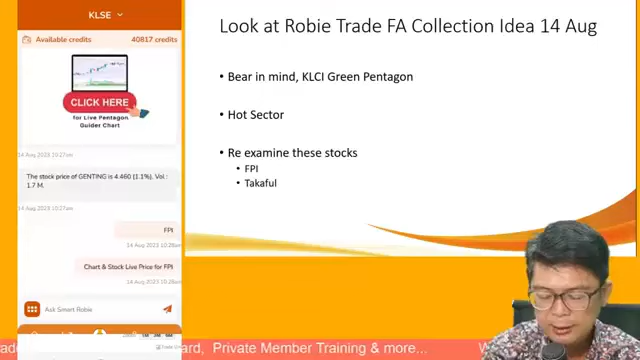 KLSE
Available credits
40817 credits
CLICK HERE
for Live Pentagon
Guider Chart
14 Aug 2023 10:27am
The stock price of GENTING is 4.460 (1.1%). Vol :
1.7 M.
14 Aug 2023 10:27am
FPI
14 Aug 2023 10:28am
Chart & Stock Live Price for FPI
14 Aug 2023 10:28am
Ask Smart Robie
Look at Robie Trade FA Collection Idea 14 Aug
• Bear in mind, KLCI Green Pentagon
• Hot Sector
• Re examine these stocks
• FPI
• Takaful
ard, Private Member Training & more...
W